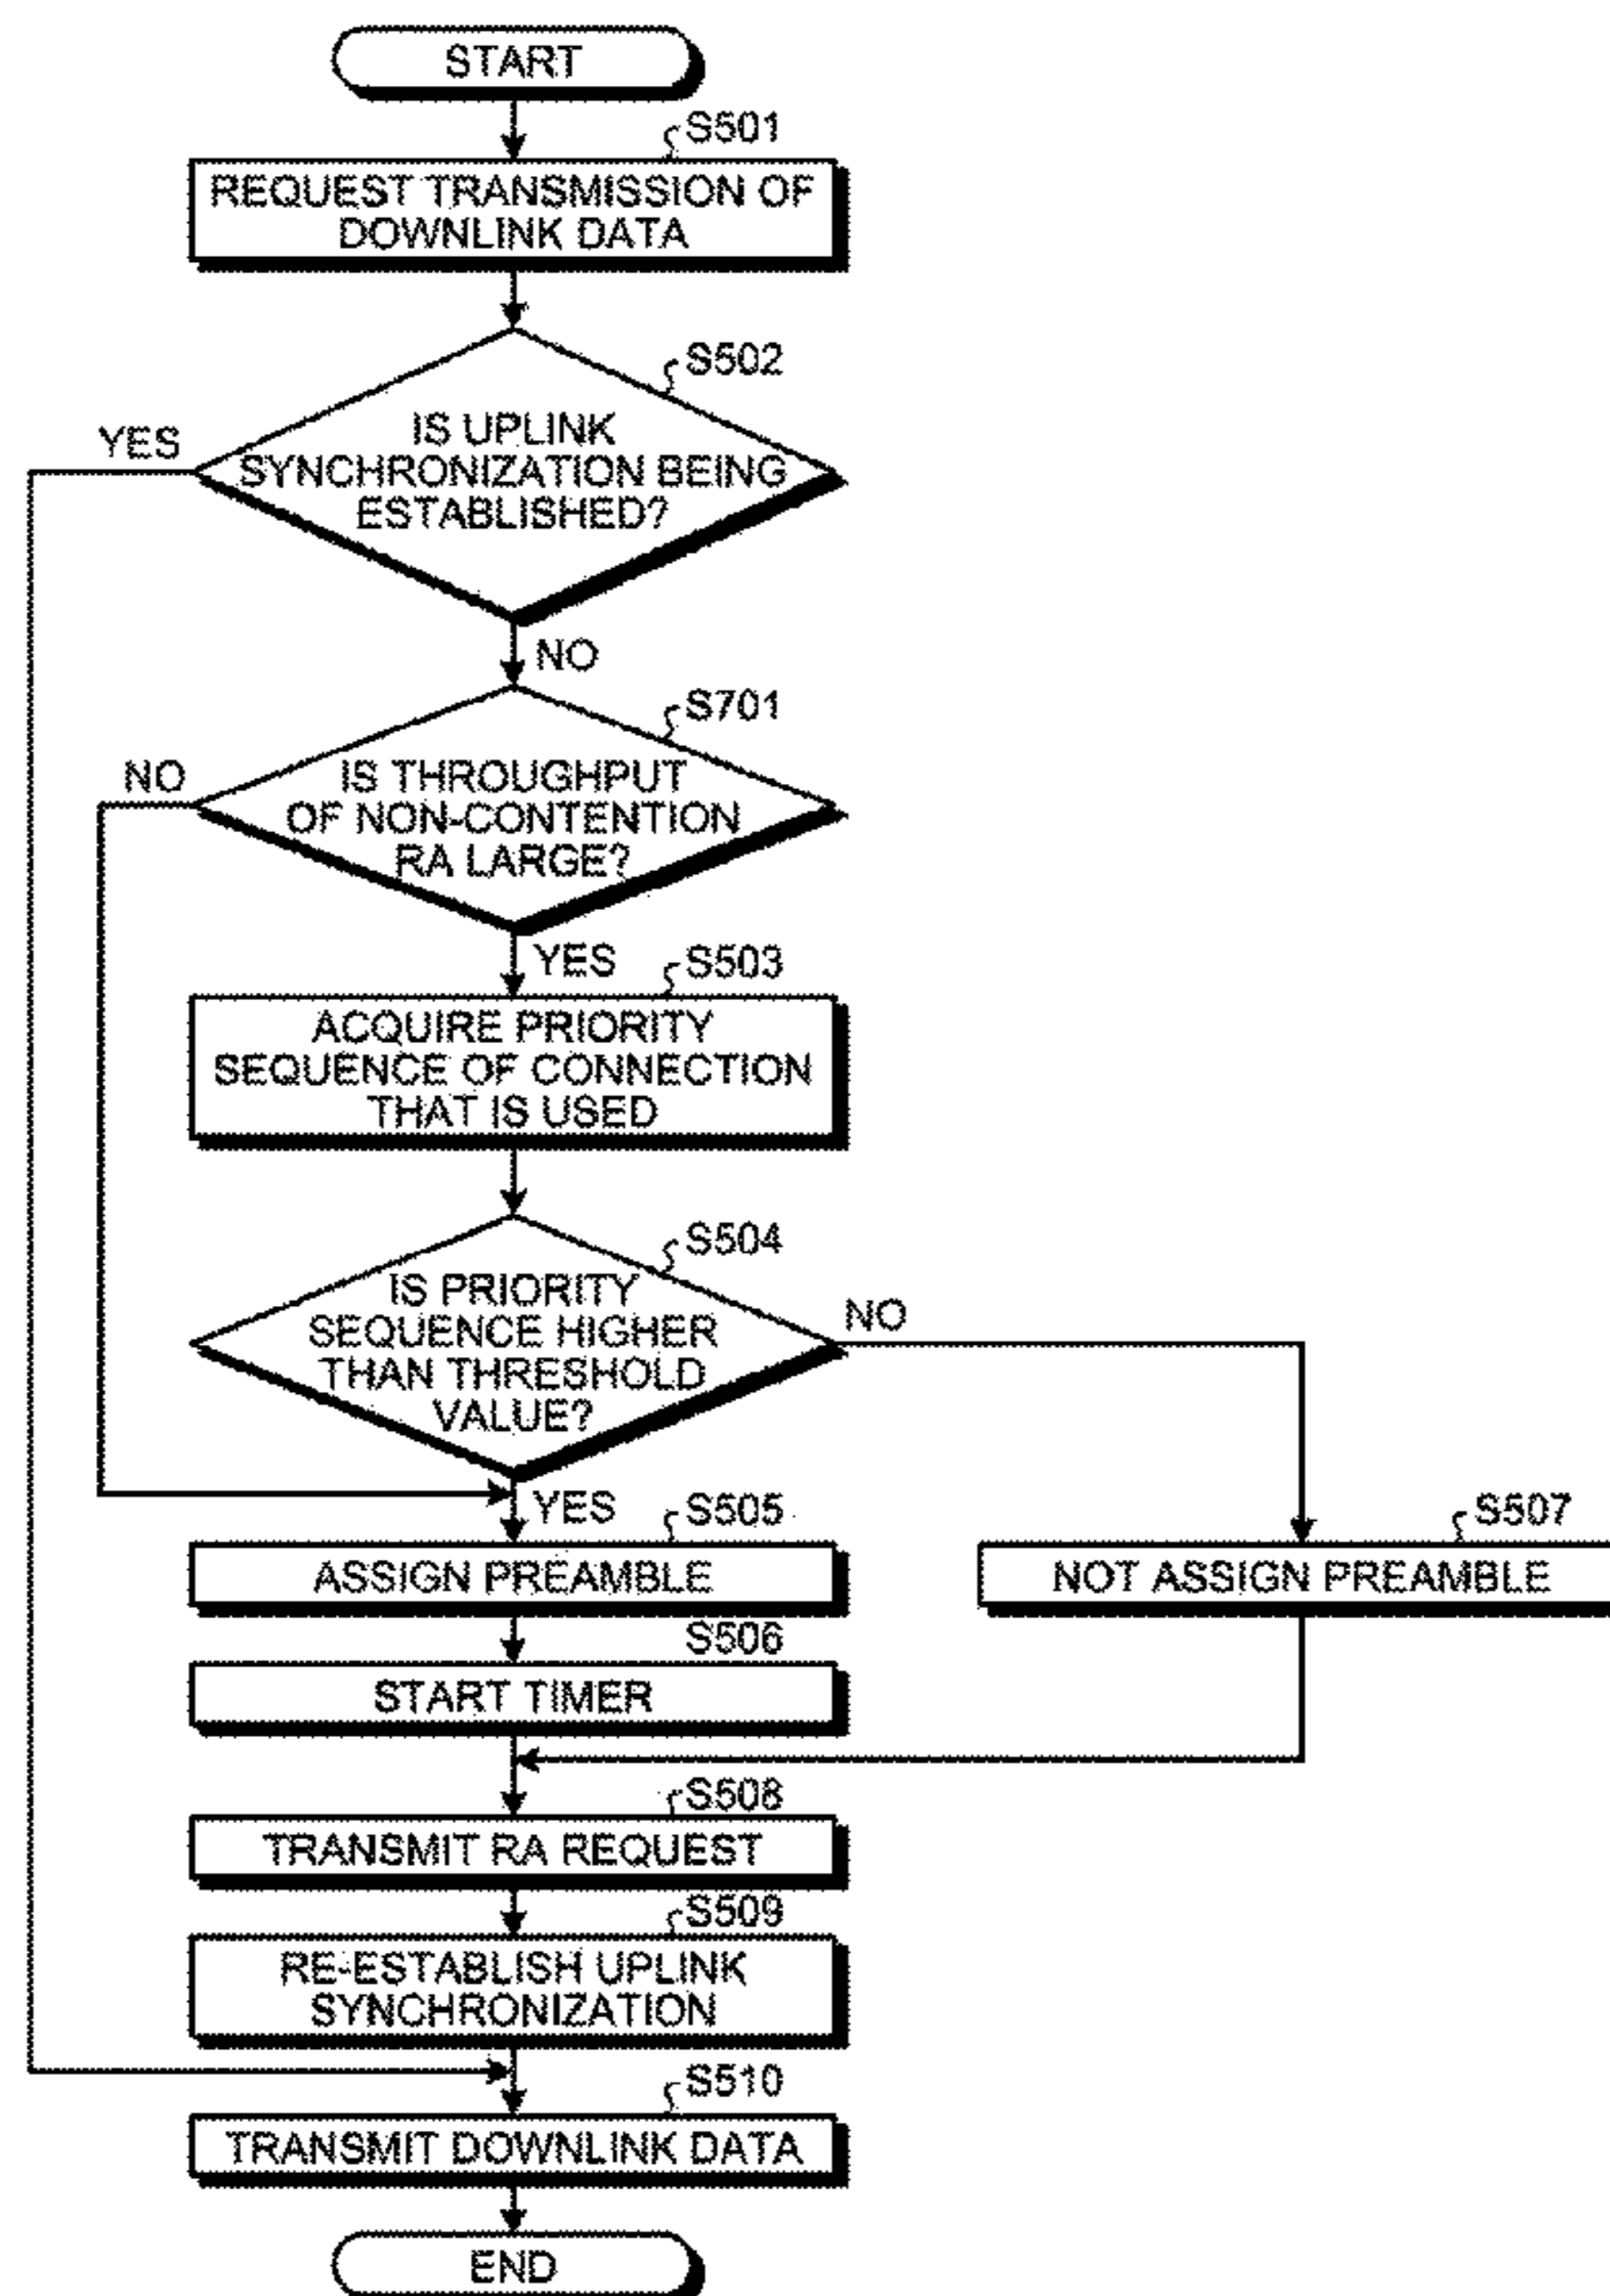 START
S501
REQUEST TRANSMISSION OF
DOWNLINK DATA
S502
IS UPLINK
SYNCHRONIZATION BEING
ESTABLISHED?
YES
NO
S701
IS THROUGHPUT
OF NON-CONTENTION
RA LARGE?
NO
YES
S503
ACQUIRE PRIORITY
SEQUENCE OF CONNECTION
THAT IS USED
S504
IS PRIORITY
SEQUENCE HIGHER
THAN THRESHOLD
VALUE?
NO
YES
S505
ASSIGN PREAMBLE
S507
NOT ASSIGN PREAMBLE
S506
START TIMER
S508
TRANSMIT RA REQUEST
S509
RE-ESTABLISH UPLINK
SYNCHRONIZATION
S510
TRANSMIT DOWNLINK DATA
END